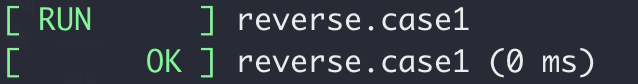 [ RUN      ] reverse.case1
[       OK ] reverse.case1 (0 ms)